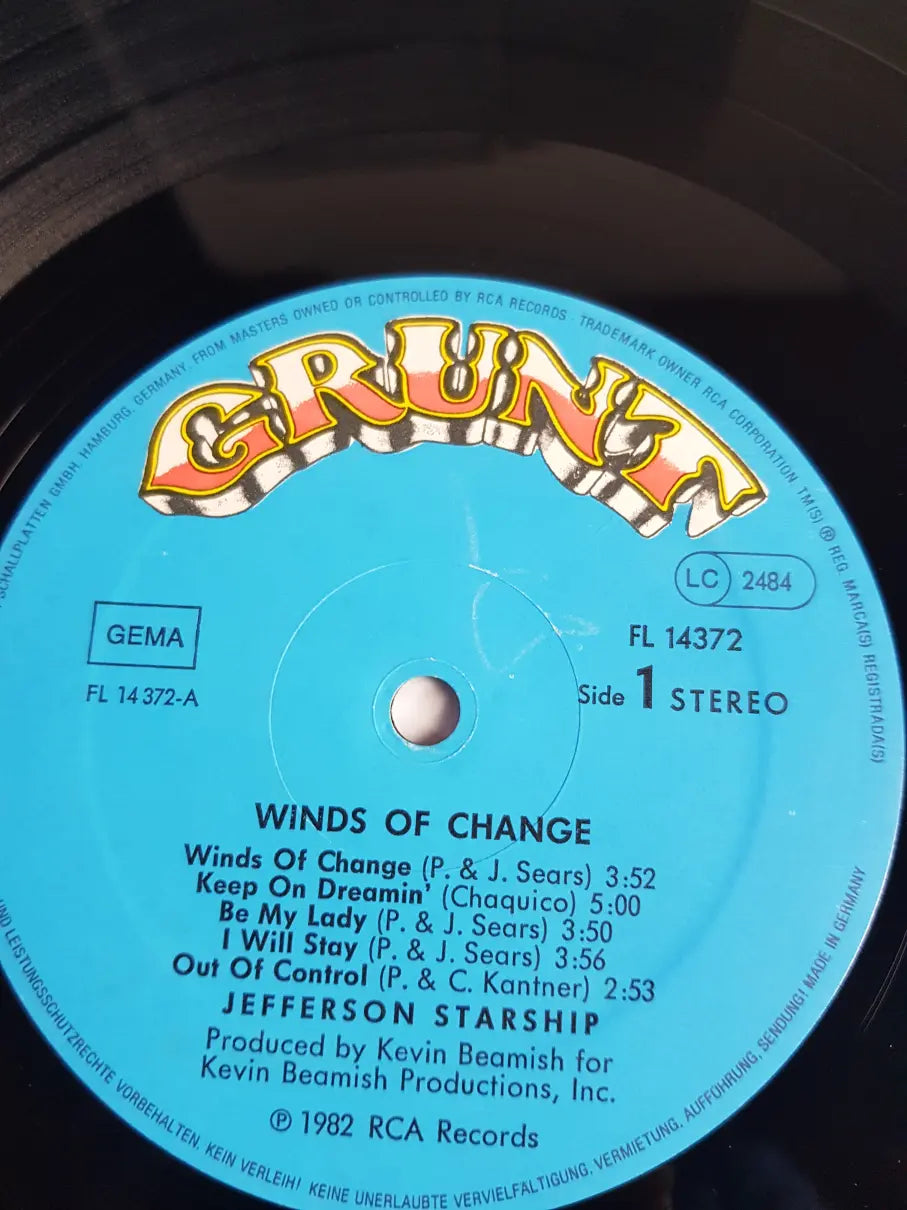 SCHALLPLATTEN GMBH, HAMBURG, GERMANY, FROM MASTERS OWNED OR CONTROLLED BY RCA RECORDS · TRADEMARK OWNER RCA CORPORATION. TM(S) ® REG. MARCA(S) REGISTRADA(S)
GRUNT
LC 2484
GEMA
FL 14372
FL 14372-A
Side 1 STEREO
WINDS OF CHANGE
Winds Of Change (P. & J. Sears) 3:52
Keep On Dreamin' (Chaquico) 5:00
Be My Lady (P. & J. Sears) 3:50
I Will Stay (P. & J. Sears) 3:56
Out Of Control (P. & C. Kantner) 2:53
JEFFERSON STARSHIP
Produced by Kevin Beamish for
Kevin Beamish Productions, Inc.
℗ 1982 RCA Records
UND LEISTUNGSSCHUTZRECHTE VORBEHALTEN. KEIN VERLEIH! KEINE UNERLAUBTE VERVIELFÄLTIGUNG, VERMIETUNG, AUFFÜHRUNG, SENDUNG! MADE IN GERMANY